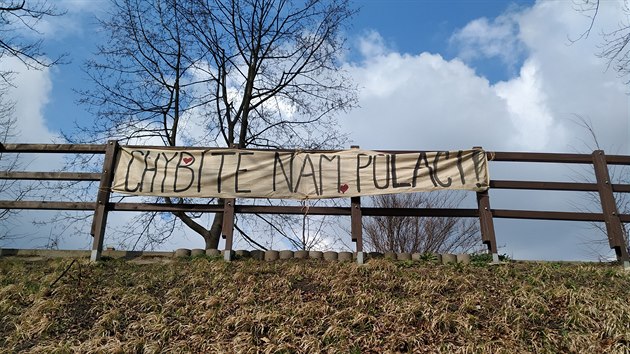 CHYBÍTE NÁM, POLÁCI!